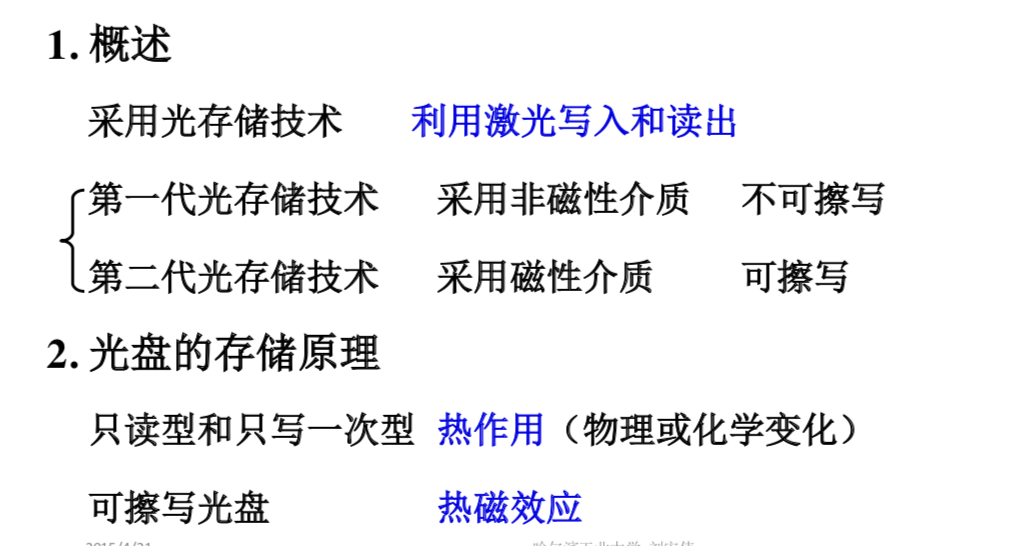 1. 概述
采用光存储技术 利用激光写入和读出
第一代光存储技术 采用非磁性介质 不可擦写
第二代光存储技术 采用磁性介质 可擦写
2. 光盘的存储原理
只读型和只写一次型 热作用（物理或化学变化）
可擦写光盘 热磁效应